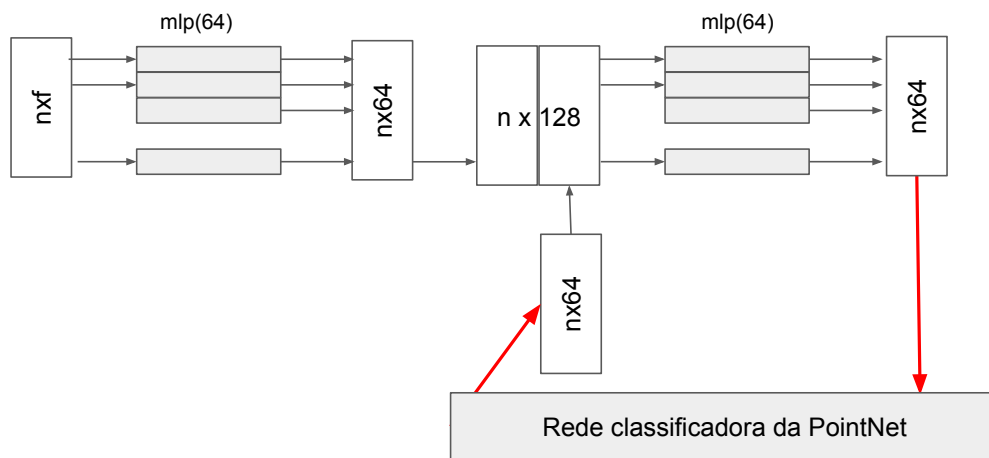 mlp(64)
mlp(64)
nxf
nx64
n x 128
nx64
nx64
Rede classificadora da PointNet